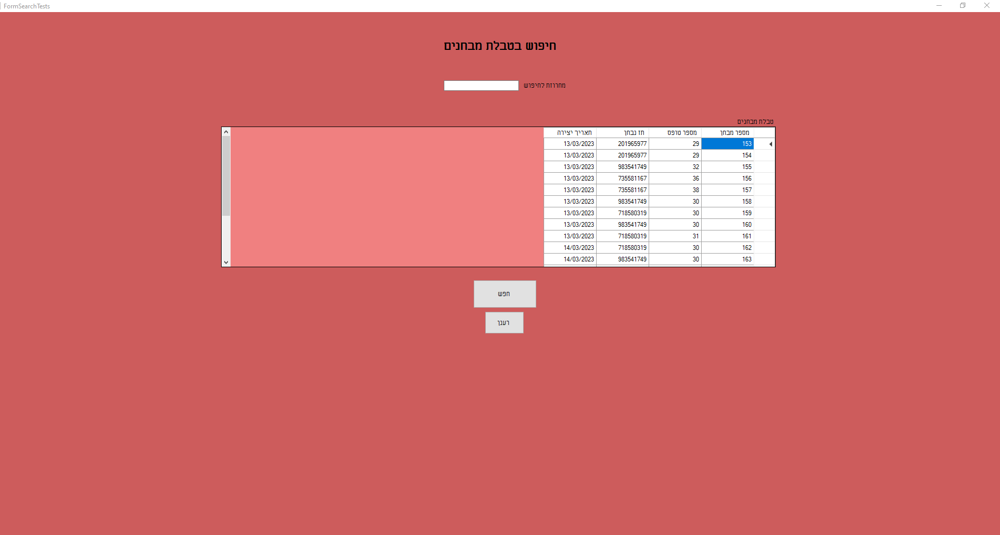 FormSearchTests
חיפוש בטבלת מבחנים
מחרוזת לחיפוש
טבלת מבחנים
מספר מבחן מספר טופס תז נבחן תאריך יצירה
153 29 201965977 13/03/2023
154 29 201965977 13/03/2023
155 32 983541749 13/03/2023
156 36 735581167 13/03/2023
157 38 735581167 13/03/2023
158 30 983541749 13/03/2023
159 30 718580319 13/03/2023
160 30 983541749 13/03/2023
161 31 718580319 13/03/2023
162 30 718580319 14/03/2023
163 30 983541749 14/03/2023
חפש
רענן